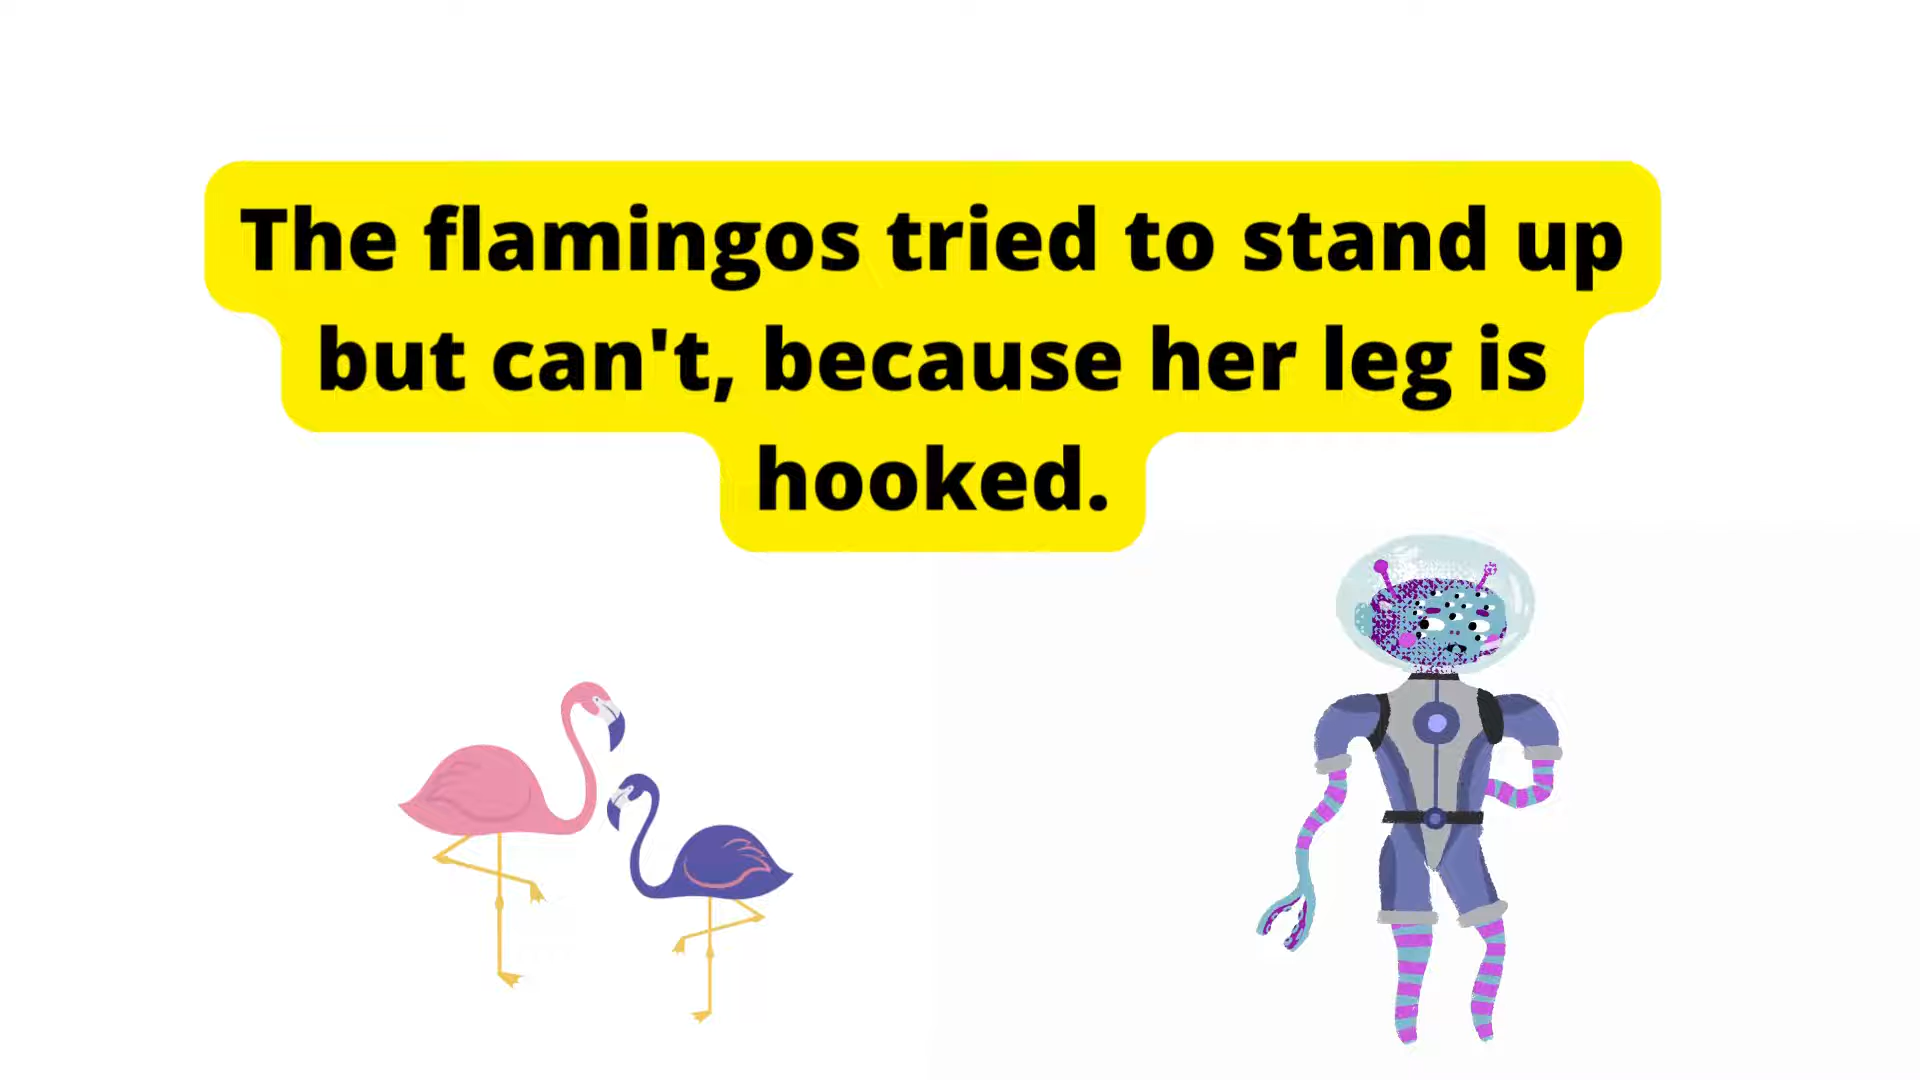 The flamingos tried to stand up
but can't, because her leg is
hooked.